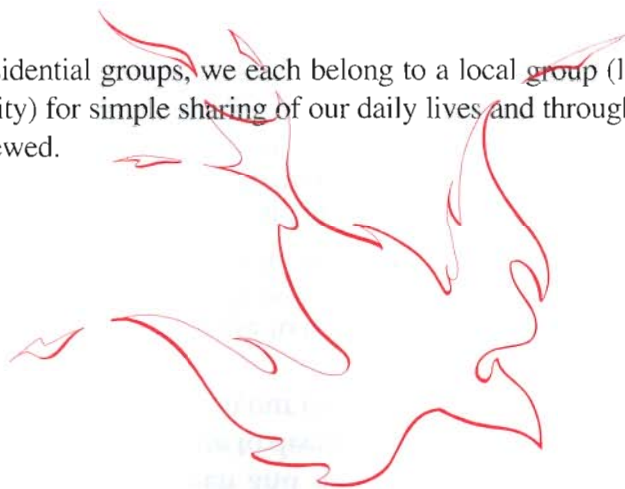 idential groups, we each belong to a local group (l
ity) for simple sharing of our daily lives and through
ewed.